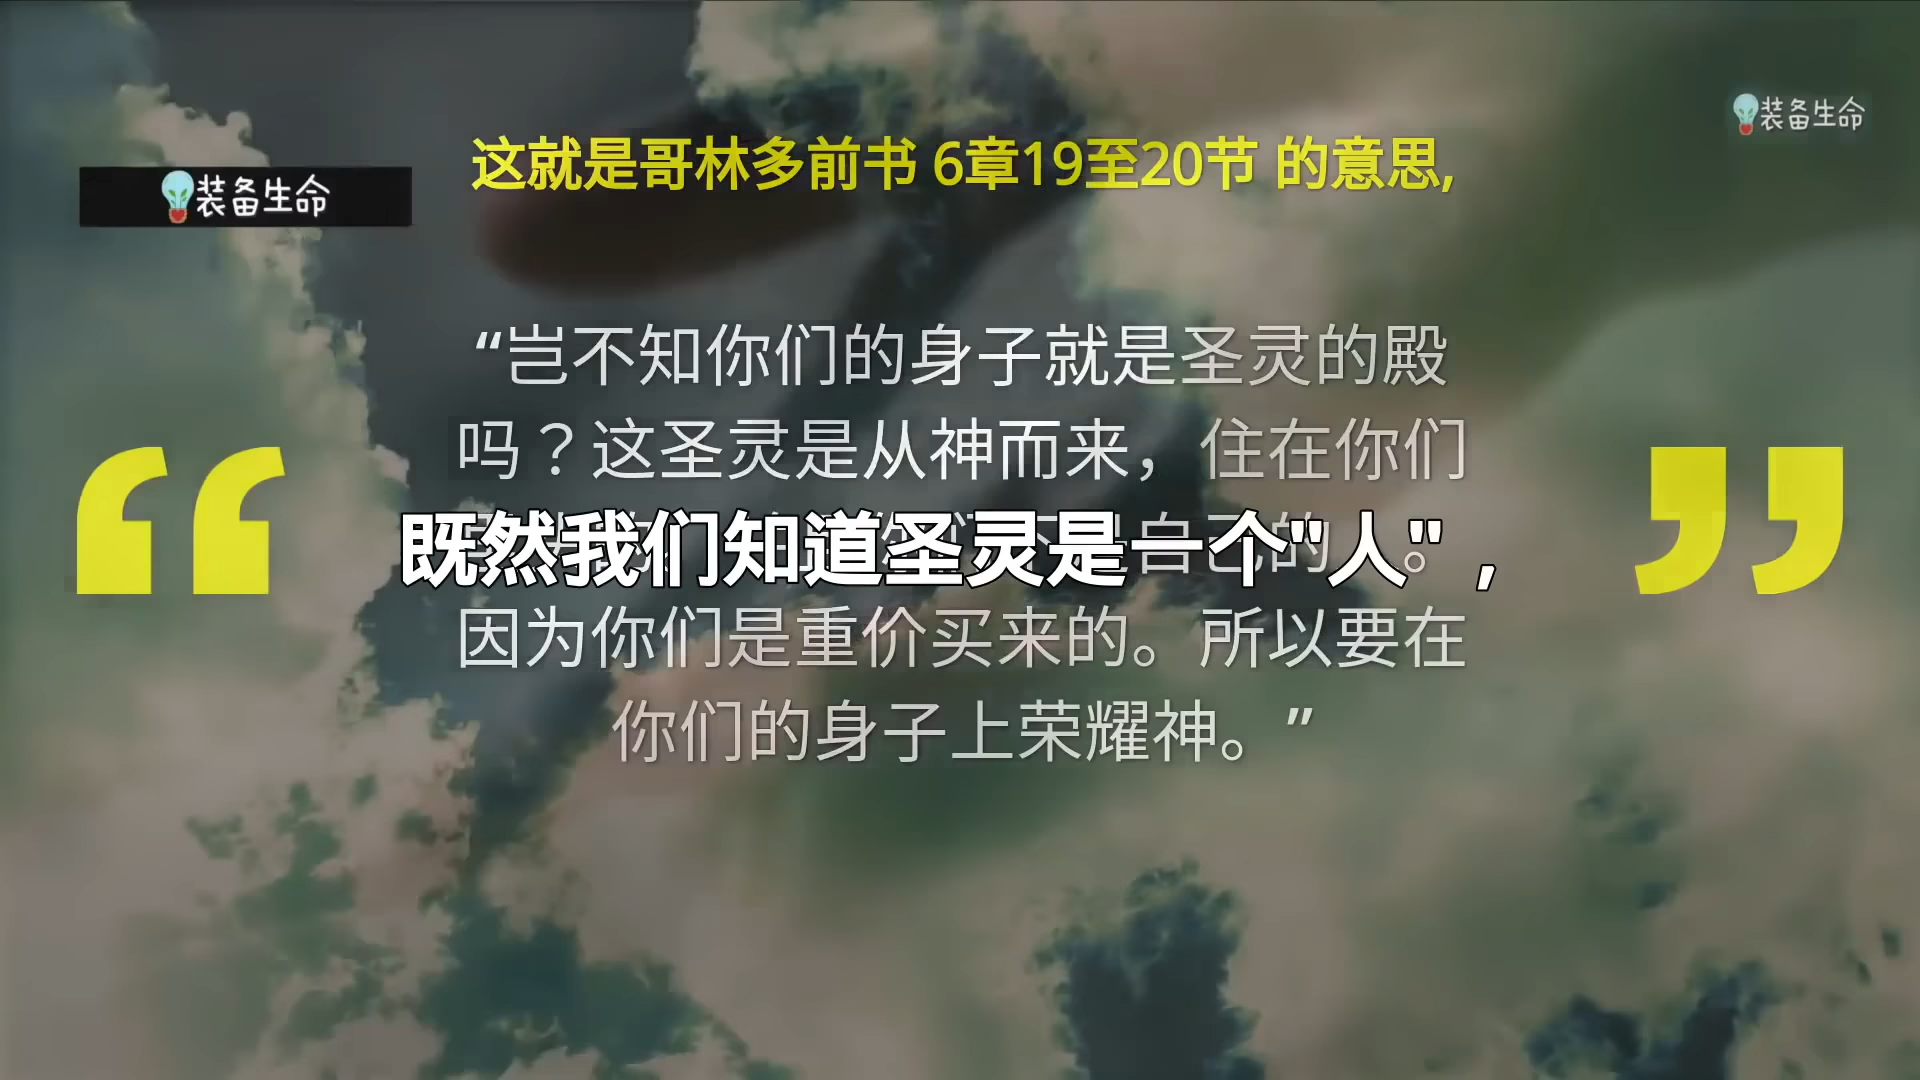 装备生命
这就是哥林多前书 6章19至20节 的意思,
装备生命
“岂不知你们的身子就是圣灵的殿
吗？这圣灵是从神而来，住在你们
既然我们知道圣灵是一个"人" ,
自己的
因为你们是重价买来的。所以要在
你们的身子上荣耀神。”